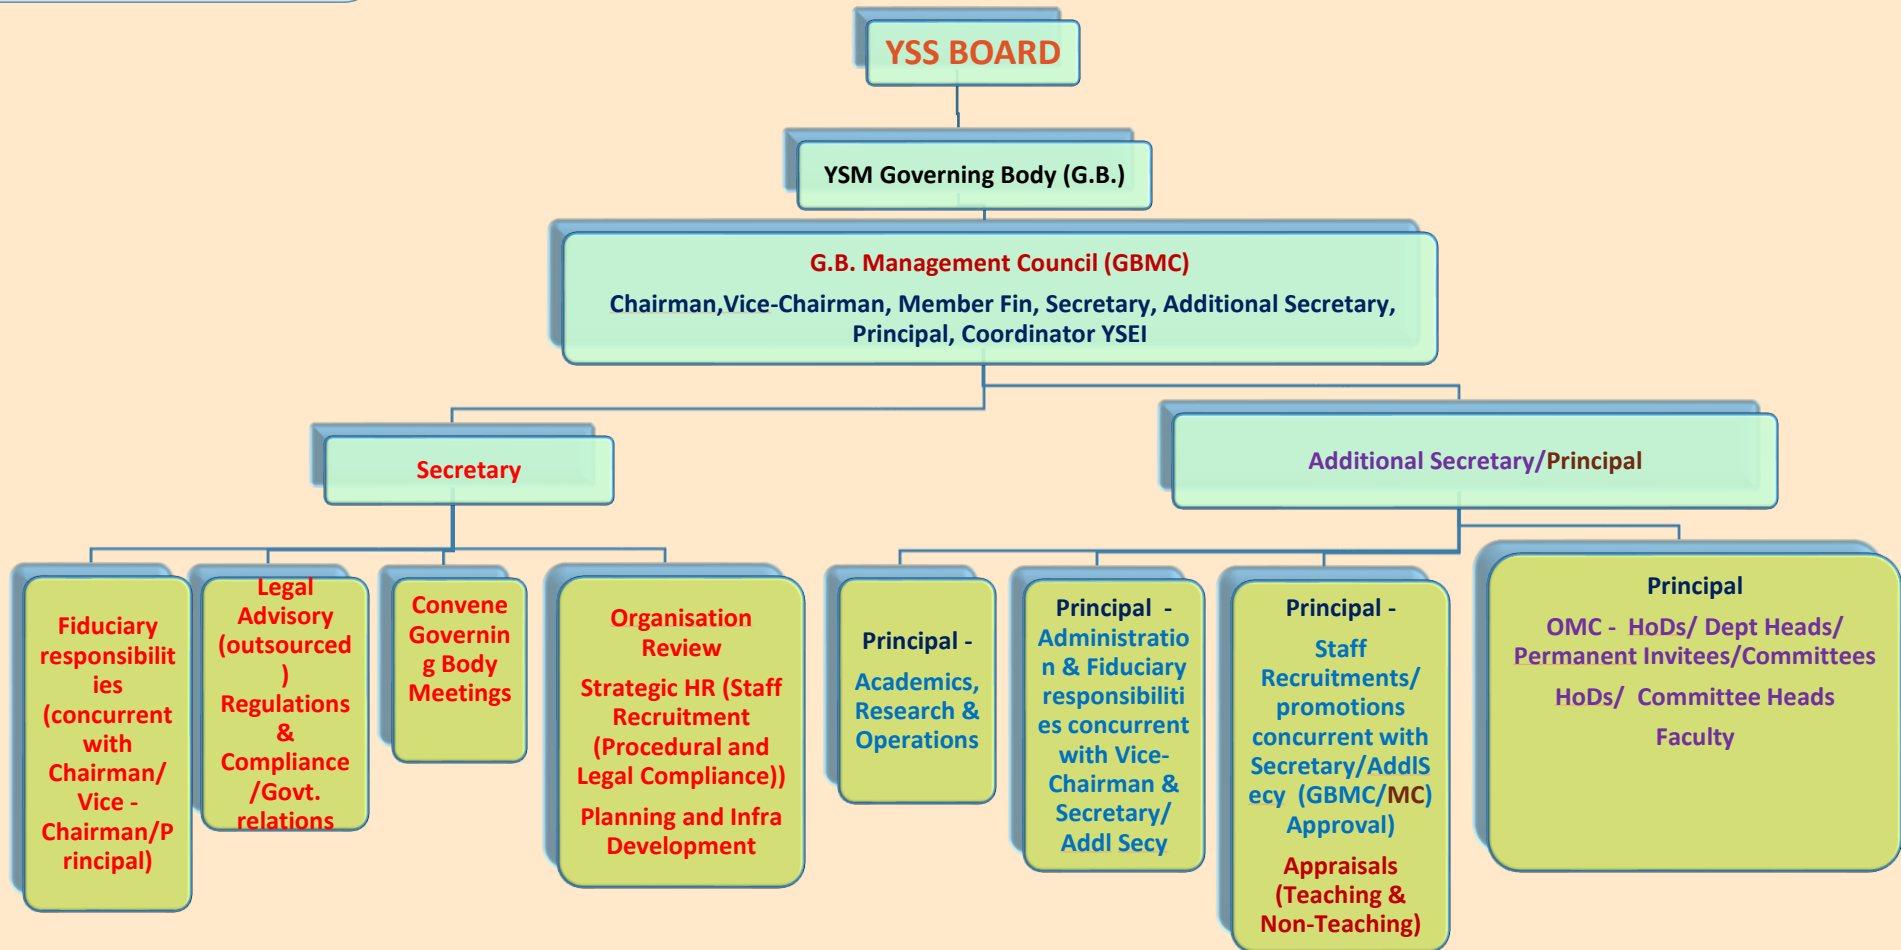 YSS BOARD
YSM Governing Body (G.B.)
G.B. Management Council (GBMC)
Chairman,Vice-Chairman, Member Fin, Secretary, Additional Secretary,
Principal, Coordinator YSEI
Secretary
Additional Secretary/Principal
Fiduciary
responsibilit
ies
(concurrent
with
Chairman/
Vice -
Chairman/P
rincipal)
Legal
Advisory
(outsourced
)
Regulations
&
Compliance
/Govt.
relations
Convene
Governin
g Body
Meetings
Organisation
Review
Strategic HR (Staff
Recruitment
(Procedural and
Legal Compliance))
Planning and Infra
Development
Principal -
Academics,
Research &
Operations
Principal -
Administratio
n & Fiduciary
responsibiliti
es concurrent
with Vice-
Chairman &
Secretary/
Addl Secy
Principal -
Staff
Recruitments/
promotions
concurrent with
Secretary/AddlS
ecy (GBMC/MC)
Approval)
Appraisals
(Teaching &
Non-Teaching)
Principal
OMC - HoDs/ Dept Heads/
Permanent Invitees/Committees
HoDs/ Committee Heads
Faculty